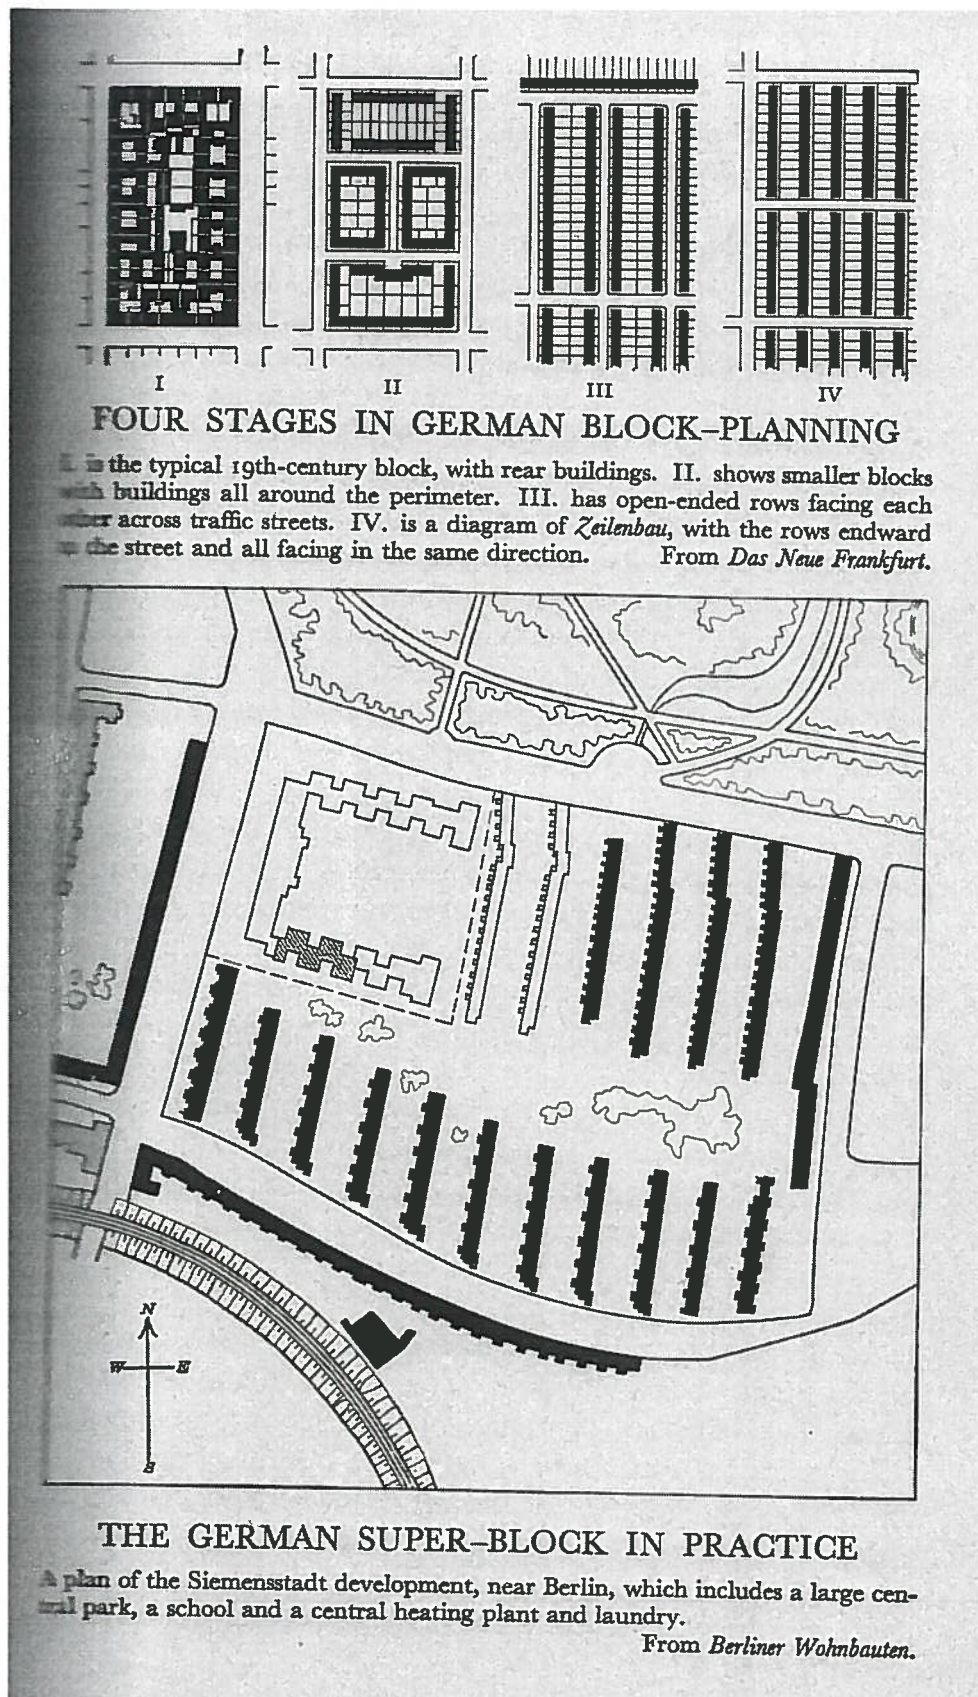 I
II
III
IV
FOUR STAGES IN GERMAN BLOCK–PLANNING
the typical 19th-century block, with rear buildings. II. shows smaller blocks
buildings all around the perimeter. III. has open-ended rows facing each
across traffic streets. IV. is a diagram of Zeilenbau, with the rows endward
the street and all facing in the same direction. From Das Neue Frankfurt.
N
W E
S
THE GERMAN SUPER–BLOCK IN PRACTICE
A plan of the Siemensstadt development, near Berlin, which includes a large cen-
tral park, a school and a central heating plant and laundry.
From Berliner Wohnbauten.